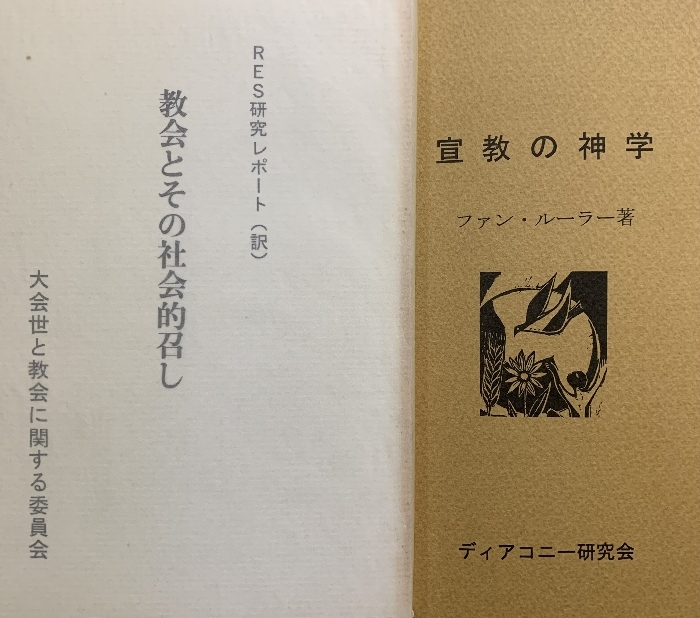 RES研究レポート(訳)
教会とその社会的召し
大会世と教会に関する委員会
宣教の神学
ファン・ルーラー著
ディアコニー研究会